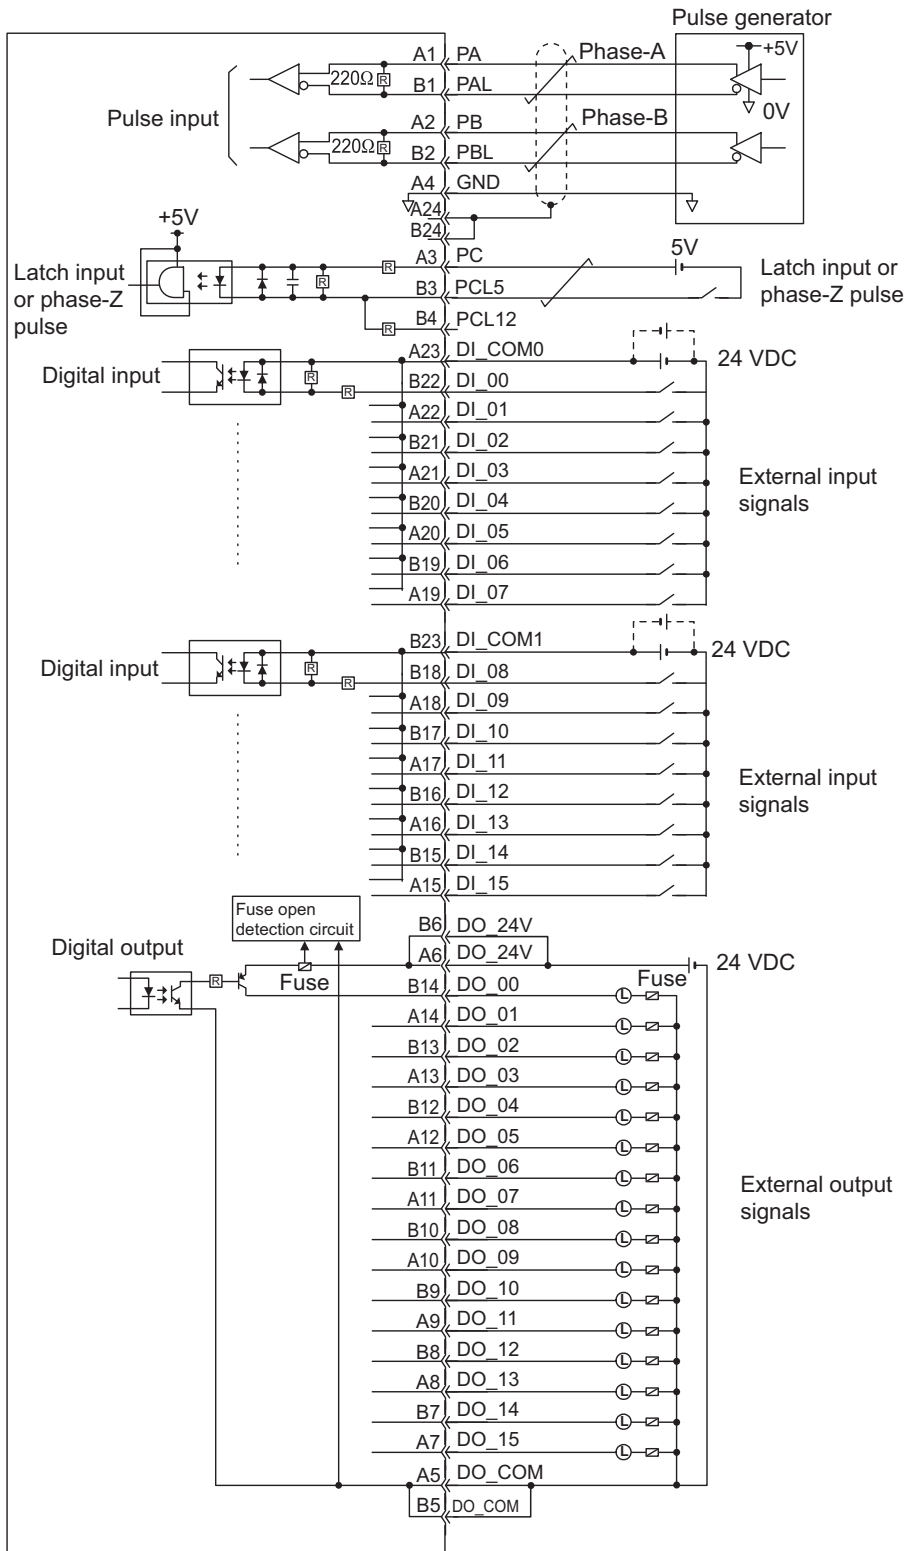 Pulse generator
+5V
A1 PA
Phase-A
220Ω R
B1 PAL
0V
Pulse input
A2 PB
Phase-B
220Ω R
B2 PBL
A4 GND
A24
+5V
B24
A3 PC
5V
Latch input
or phase-Z
pulse
R
R
Latch input or
phase-Z pulse
B3 PCL5
B4 PCL12
R
A23 DI_COM0
24 VDC
Digital input
R
B22 DI_00
R
A22 DI_01
B21 DI_02
A21 DI_03
External input
signals
B20 DI_04
A20 DI_05
B19 DI_06
A19 DI_07
B23 DI_COM1
24 VDC
Digital input
R
B18 DI_08
R
A18 DI_09
B17 DI_10
A17 DI_11
External input
signals
B16 DI_12
A16 DI_13
B15 DI_14
A15 DI_15
Fuse open
detection circuit
B6 DO_24V
Digital output
A6 DO_24V
24 VDC
R
Fuse
Fuse
B14 DO_00
L
A14 DO_01
L
B13 DO_02
L
A13 DO_03
L
B12 DO_04
L
A12 DO_05
L
B11 DO_06
L
External output
signals
A11 DO_07
L
B10 DO_08
L
A10 DO_09
L
B9 DO_10
L
A9 DO_11
L
B8 DO_12
L
A8 DO_13
L
B7 DO_14
L
A7 DO_15
L
A5 DO_COM
B5 DO_COM